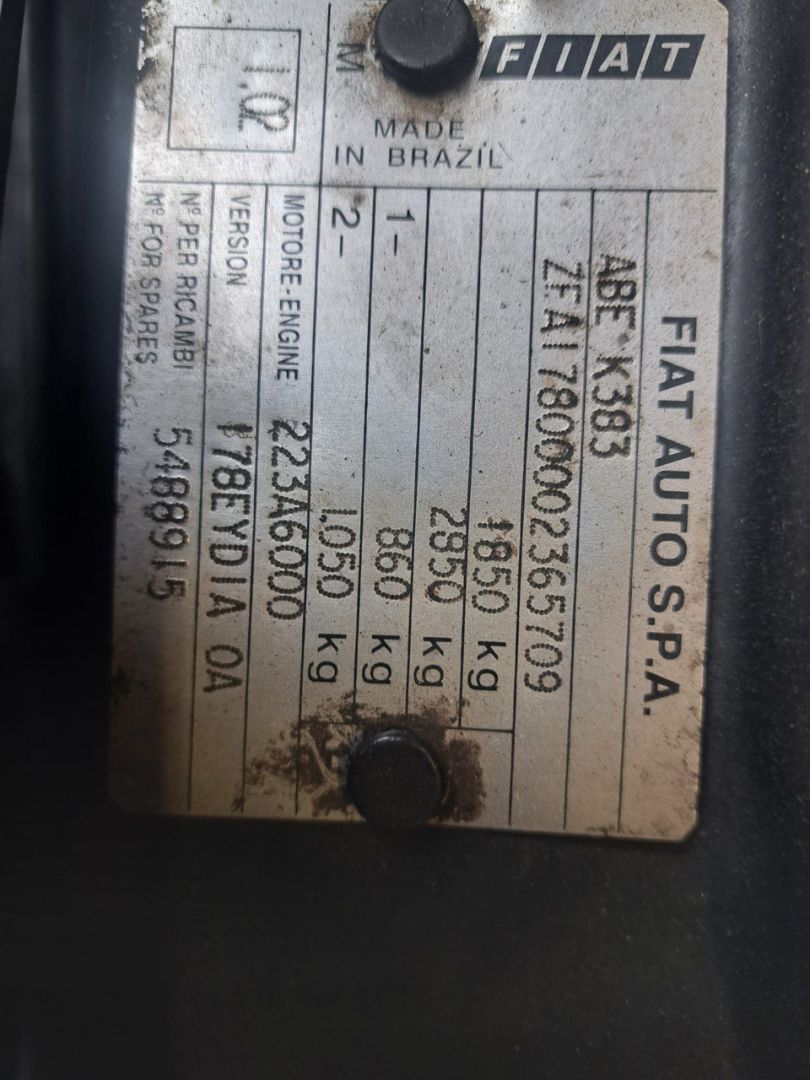 FIAT AUTO S.P.A.
ABE K383
ZFA17800002365709
1850 kg
2850 kg
1- 860 kg
2- 1,050 kg
MOTORE-ENGINE 223A6000
VERSION 178EYD1A 0A
Nº PER RICAMBI
Nº FOR SPARES 5488915
FIAT
MADE
IN BRAZIL
M
1,02